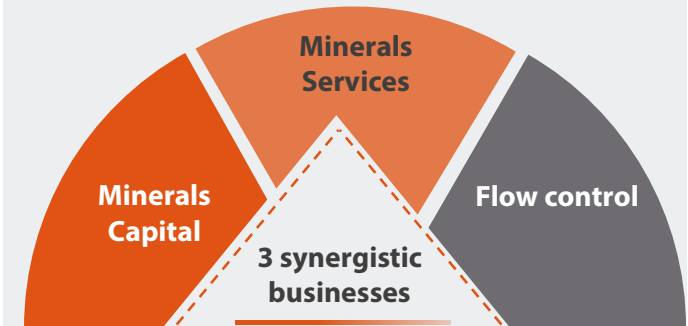 Minerals
Services
Minerals
Capital
Flow control
3 synergistic
businesses